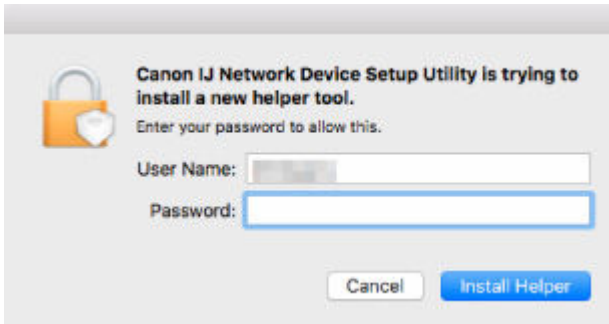 Canon IJ Network Device Setup Utility is trying to
install a new helper tool.
Enter your password to allow this.
User Name:
Password:
Cancel
Install Helper